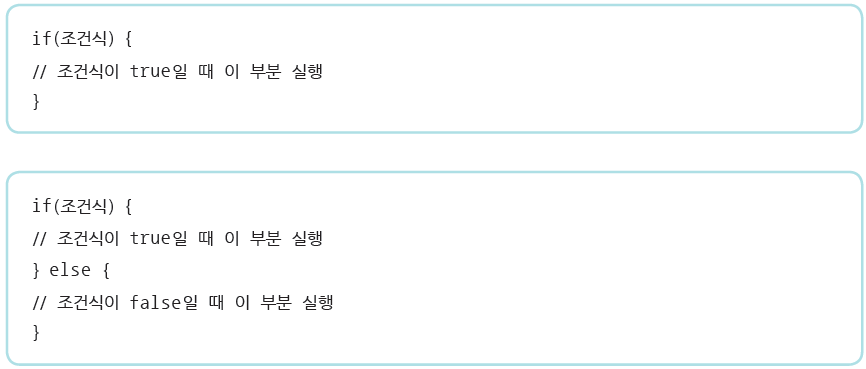 if(조건식) {
// 조건식이 true일 때 이 부분 실행
}
if(조건식) {
// 조건식이 true일 때 이 부분 실행
} else {
// 조건식이 false일 때 이 부분 실행
}